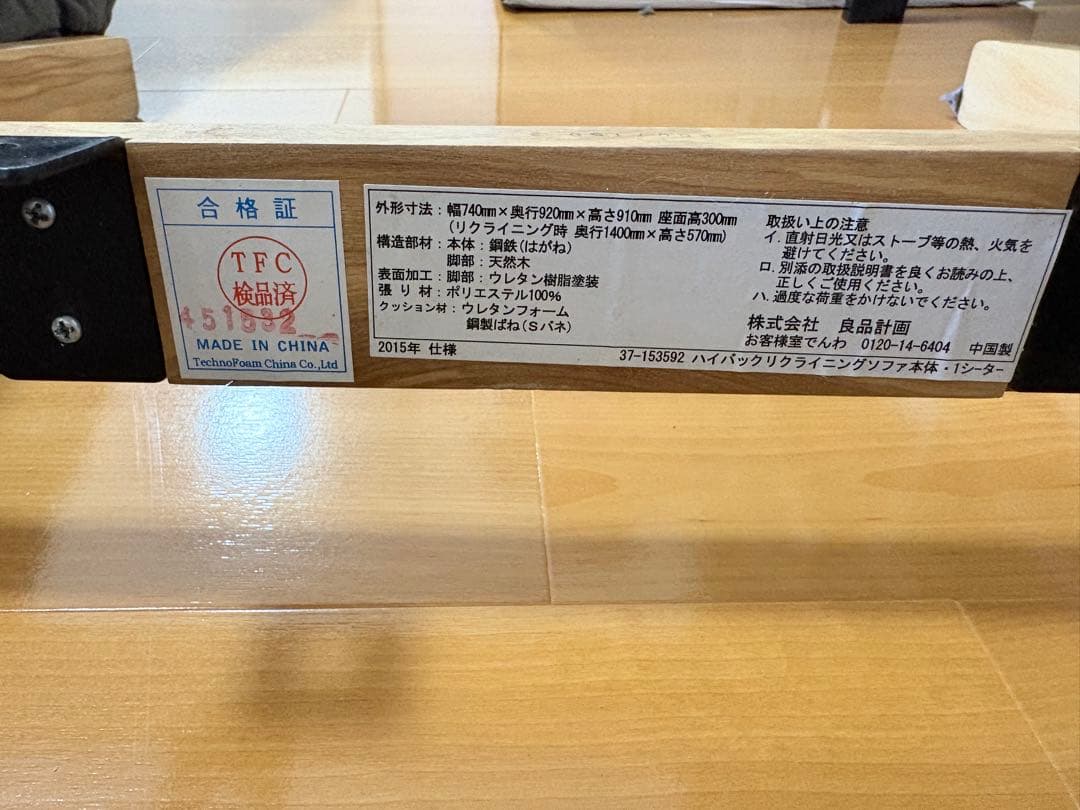 合格証
TFC
検品済
MADE IN CHINA
TechnoFoam China Co.,Ltd
外形寸法：幅740mm×奥行920mm×高さ910mm 座面高300mm
(リクライニング時 奥行1400mm×高さ570mm)
構造部材：本体：鋼鉄(はがね)
脚部：天然木
表面加工：脚部：ウレタン樹脂塗装
張り材：ポリエステル100%
クッション材：ウレタンフォーム
鋼製ばね(Sバネ)
2015年 仕様
取扱い上の注意
イ.直射日光又はストーブ等の熱、火気を
避けてください。
ロ.別添の取扱説明書を良くお読みの上、
正しくご使用ください。
ハ.過度な荷重をかけないでください。
株式会社 良品計画
お客様室でんわ 0120-14-6404 中国製
37-153592 ハイバックリクライニングソファ本体・1シーター